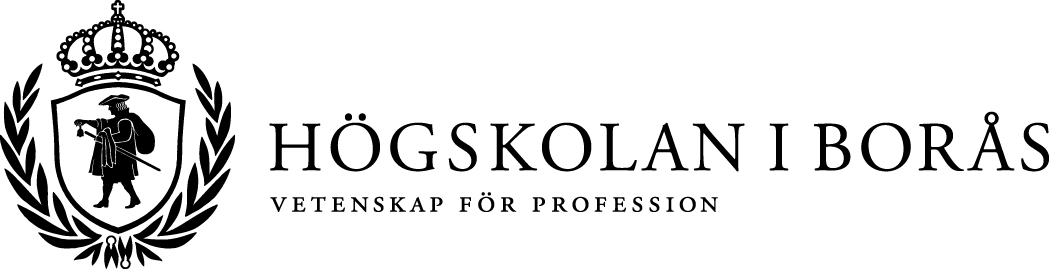 HÖGSKOLAN I BORÅS
VETENSKAP FÖR PROFESSION